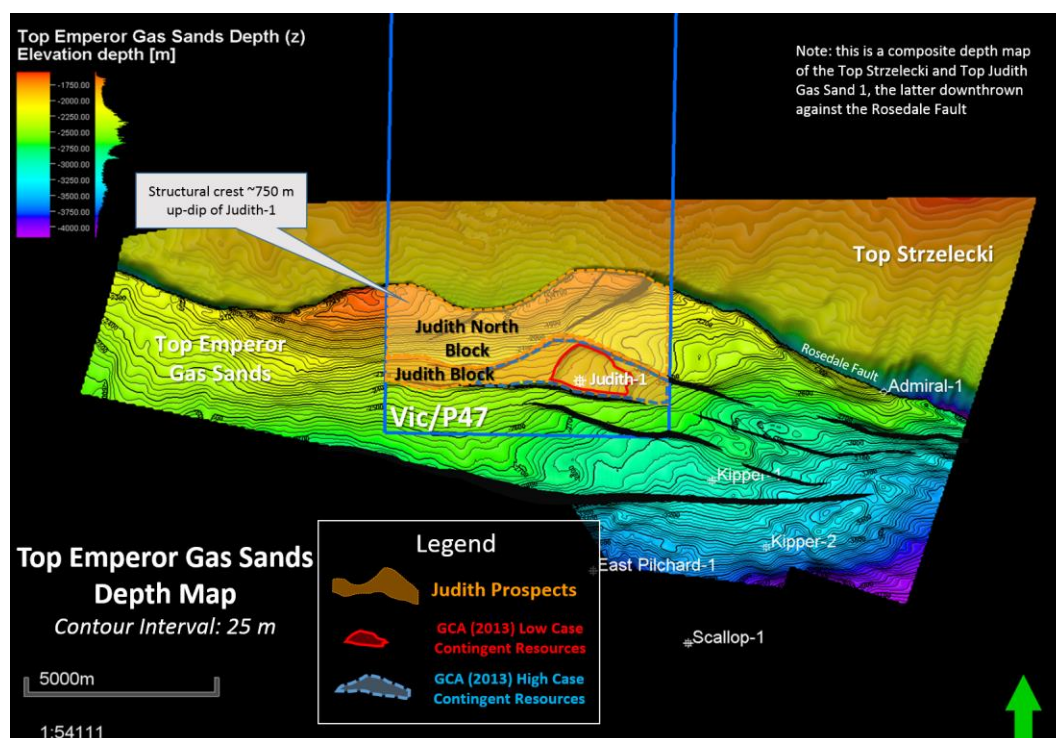 Top Emperor Gas Sands Depth (z)
Elevation depth [m]
-1750.00
-2000.00
-2250.00
-2500.00
-2750.00
-3000.00
-3250.00
-3500.00
-3750.00
-4000.00
Note: this is a composite depth map
of the Top Strzelecki and Top Judith
Gas Sand 1, the latter downthrown
against the Rosedale Fault
Structural crest ~750 m
up-dip of Judith-1
Top Strzelecki
Judith North
Block
Top Emperor
Gas Sands
Judith Block
Judith-1
Rosedale Fault
Admiral-1
Vic/P47
Kipper-1
Kipper-2
East Pilchard-1
Scallop-1
Top Emperor Gas Sands
Depth Map
Contour Interval: 25 m
5000m
1:54111
Legend
Judith Prospects
GCA (2013) Low Case
Contingent Resources
GCA (2013) High Case
Contingent Resources